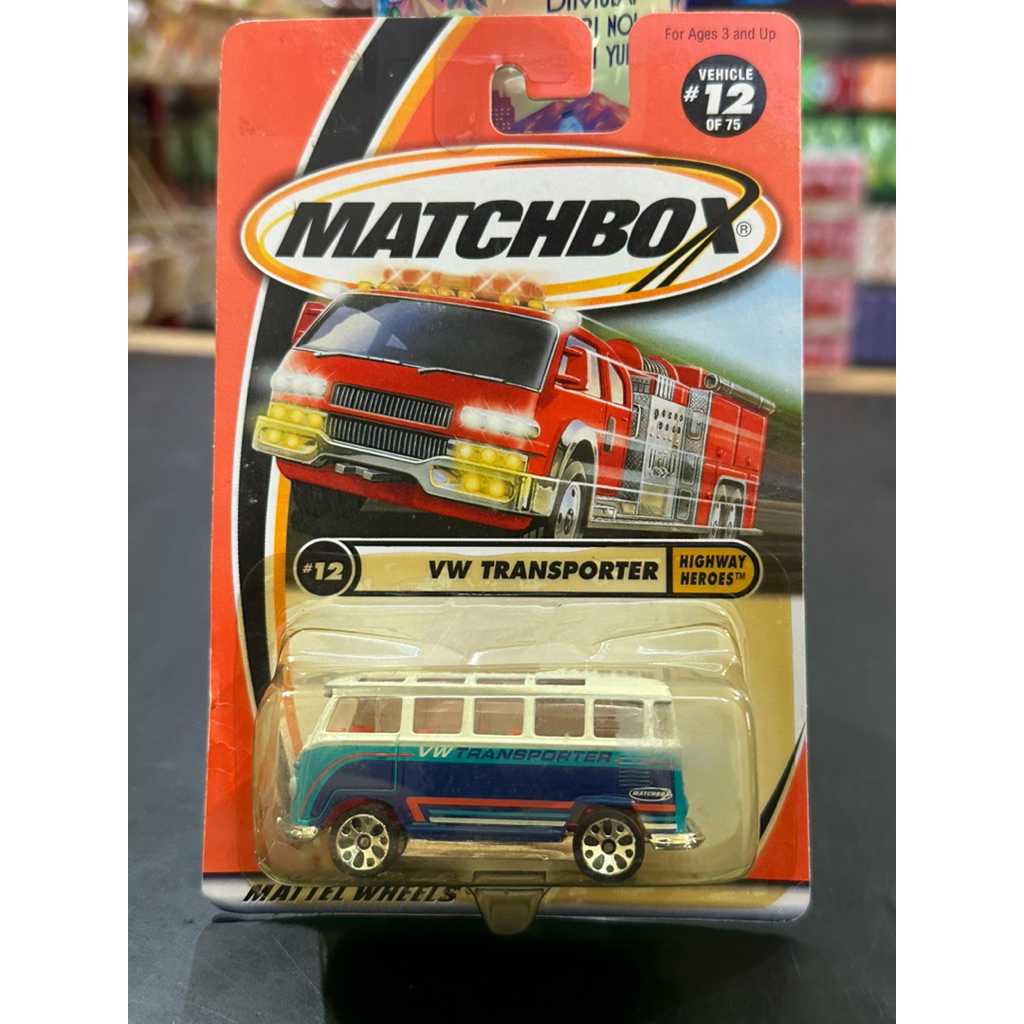 For Ages 3 and Up
VEHICLE
#12
OF 75
MATCHBOX®
#12
VW TRANSPORTER
HIGHWAY
HEROES™
VW TRANSPORTER
MATCHBOX
MATTEL WHEELS